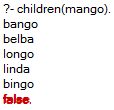 ?- children(mango).
bango
belba
longo
linda
bingo
false.